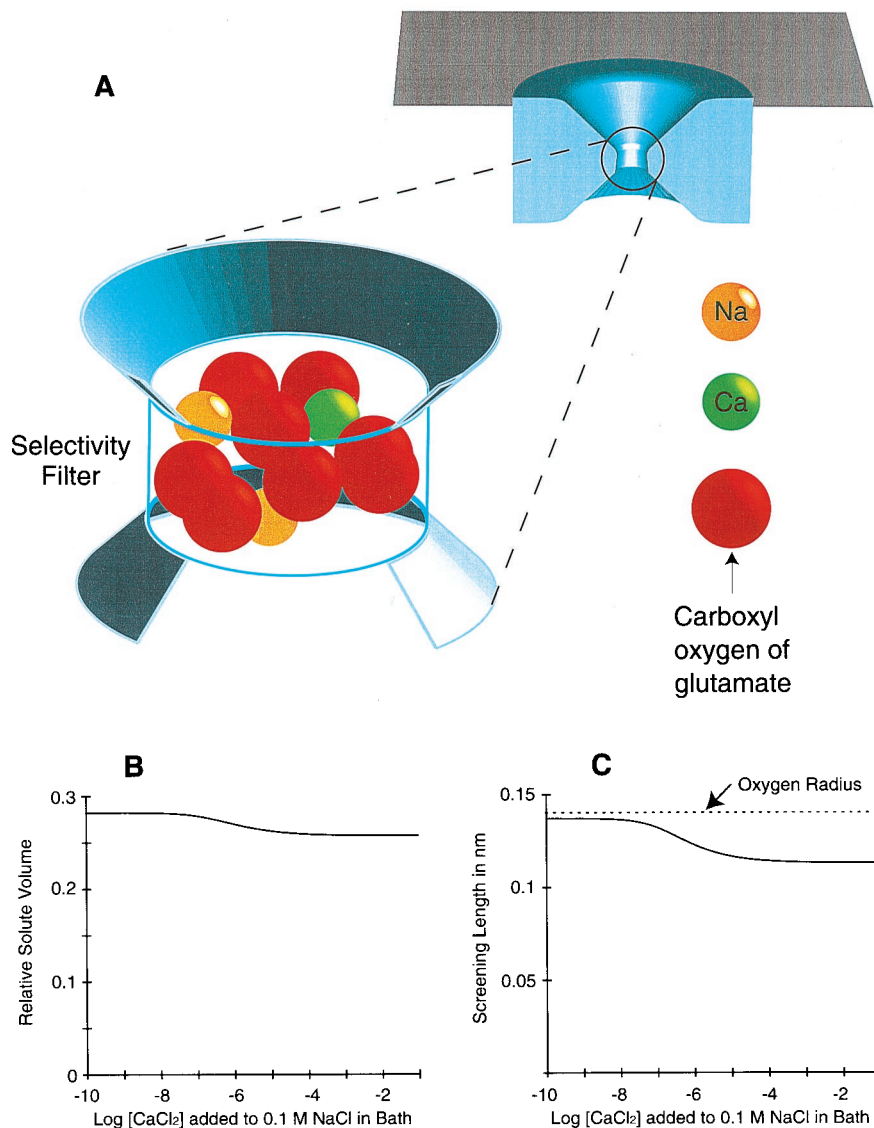 A
Na
Ca
Selectivity
Filter
Carboxyl
oxygen of
glutamate
B
0.3
0.2
0.1
0
Relative Solute Volume
-10 -8 -6 -4 -2
Log [CaCl₂] added to 0.1 M NaCl in Bath
C
Oxygen Radius
0.15
0.1
0.05
Screening Length in nm
-10 -8 -6 -4 -2
Log [CaCl₂] added to 0.1 M NaCl in Bath